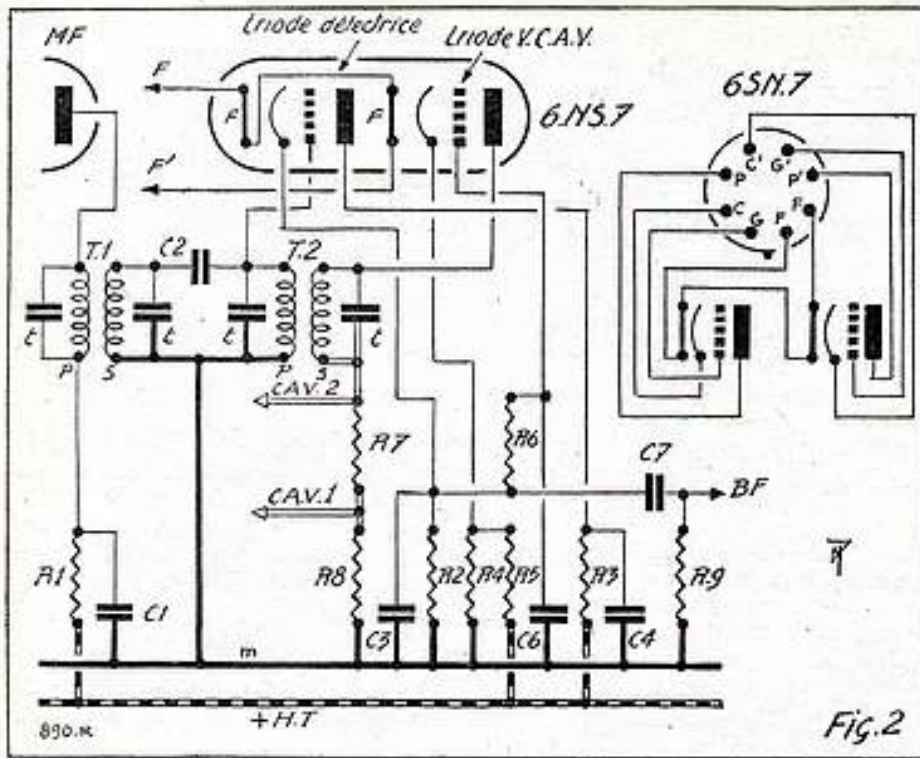 MF
triode détectrice
triode V.C.A.V.
F
F
F
6.NS.7
F'
6SN.7
C'
G'
P
P'
C
F
G
F
T.1
C2
T.2
t
t
t
t
P
S
P
S
C.A.V.2
R7
R6
C7
BF
C.A.V.1
R1
C1
R8
C3
R2
R4
R5
C6
R3
C4
R9
m
+H.T
890.R
Fig.2